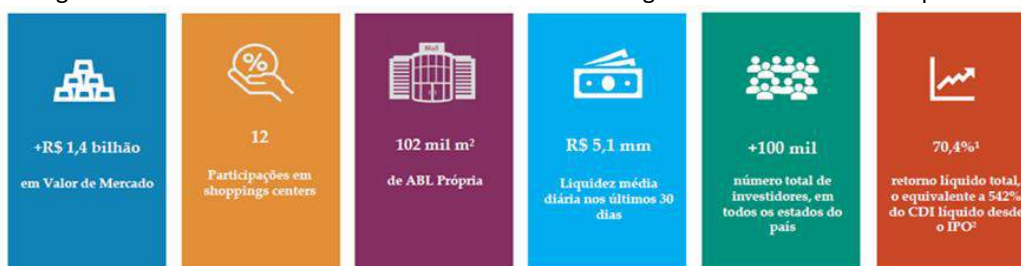 +R$ 1,4 bilhão
em Valor de Mercado
%
12
Participações em
shoppings centers
Mall
102 mil m²
de ABL Própria
R$ 5,1 mm
Liquidez média
diária nos últimos 30
dias
+100 mil
número total de
investidores, em
todos os estados do
país
70,4%¹
retorno líquido total,
o equivalente a 542%
do CDI líquido desde
o IPO²